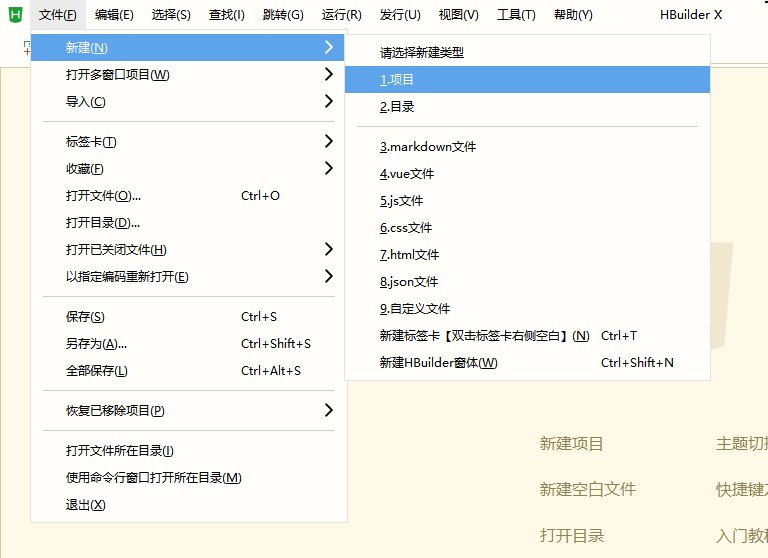 文件(F) 编辑(E) 选择(S) 查找(I) 跳转(G) 运行(R) 发行(U) 视图(V) 工具(T) 帮助(Y) HBuilder X
新建(N)
打开多窗口项目(W)
导入(C)
标签卡(T)
收藏(F)
打开文件(O)... Ctrl+O
打开目录(D)...
打开已关闭文件(H)
以指定编码重新打开(E)
保存(S) Ctrl+S
另存为(A)... Ctrl+Shift+S
全部保存(L) Ctrl+Alt+S
恢复已移除项目(P)
打开文件所在目录(I)
使用命令行窗口打开所在目录(M)
退出(X)
请选择新建类型
1.项目
2.目录
3.markdown文件
4.vue文件
5.js文件
6.css文件
7.html文件
8.json文件
9.自定义文件
新建标签卡【双击标签卡右侧空白】(N) Ctrl+T
新建HBuilder窗体(W) Ctrl+Shift+N
新建项目 主题切
新建空白文件 快捷键
打开目录 入门教